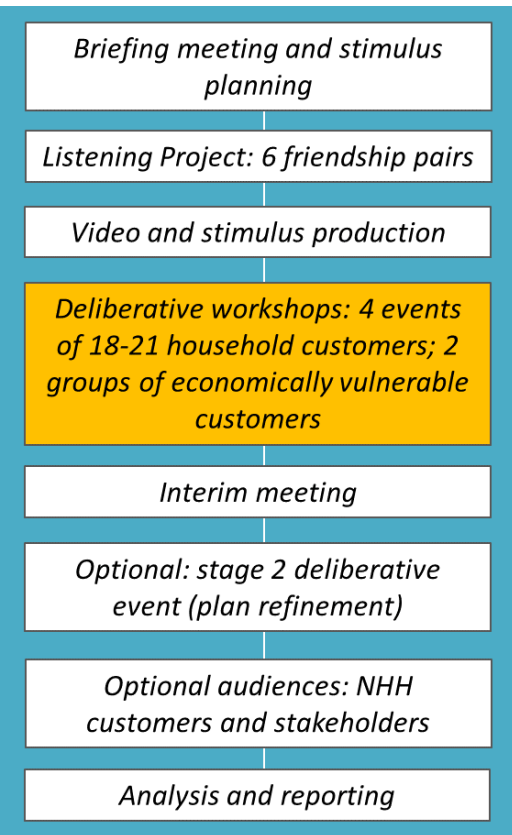 Briefing meeting and stimulus
planning
Listening Project: 6 friendship pairs
Video and stimulus production
Deliberative workshops: 4 events
of 18-21 household customers; 2
groups of economically vulnerable
customers
Interim meeting
Optional: stage 2 deliberative
event (plan refinement)
Optional audiences: NHH
customers and stakeholders
Analysis and reporting